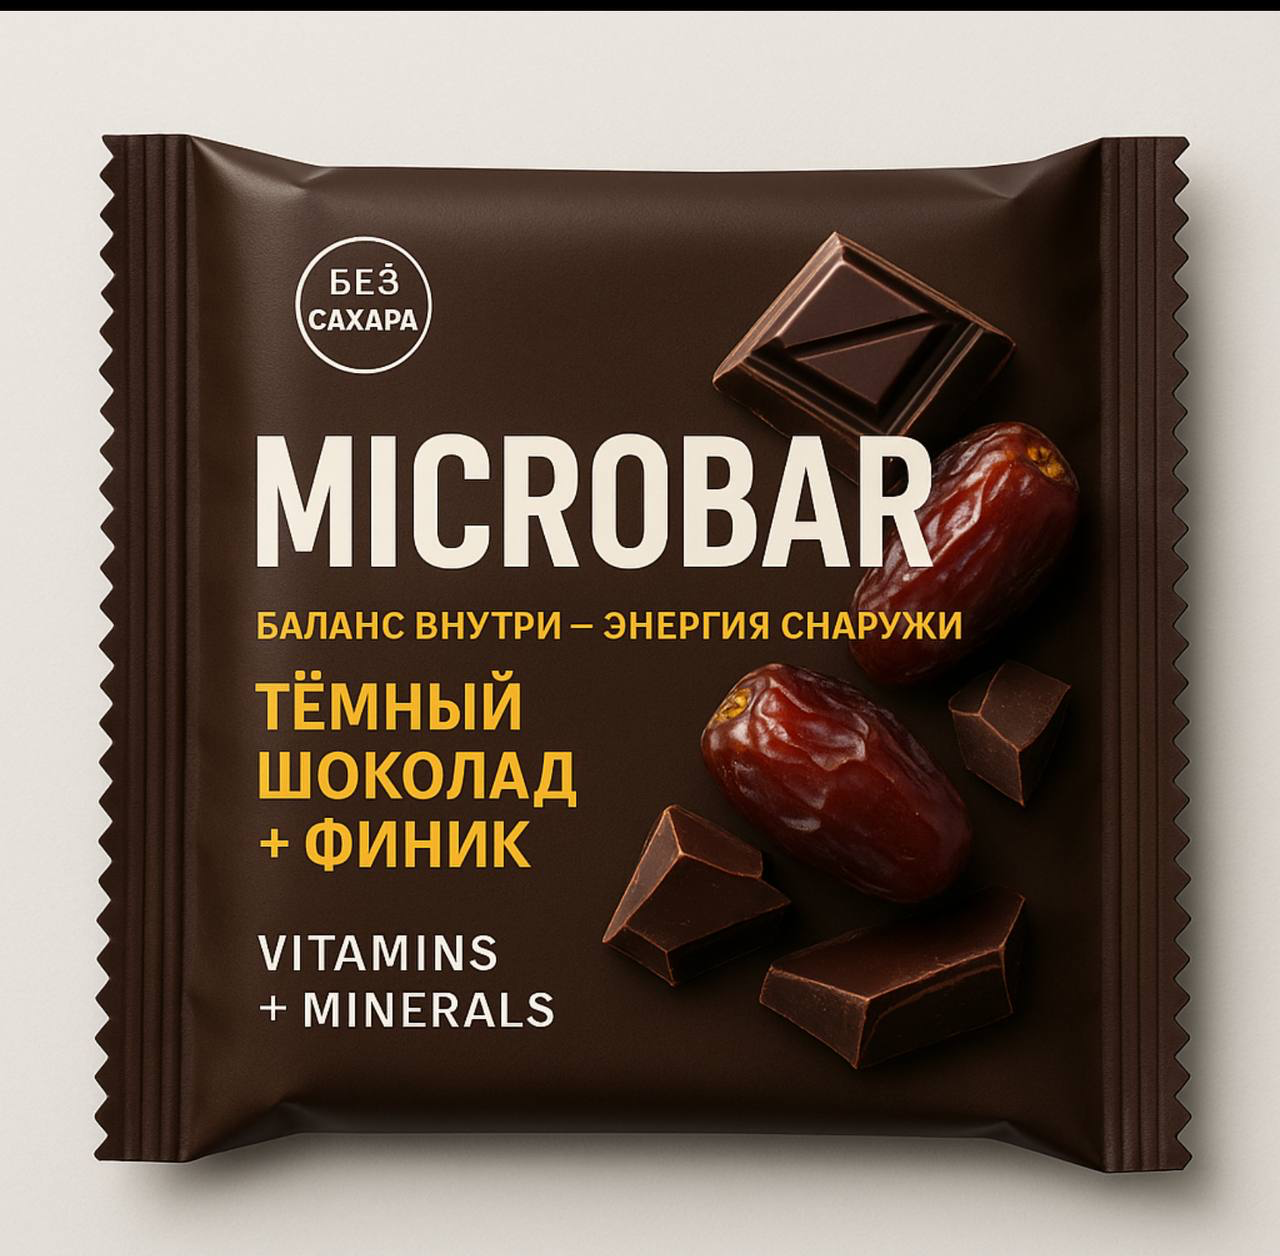 БЕЗ
САХАРА
MICROBAR
БАЛАНС ВНУТРИ – ЭНЕРГИЯ СНАРУЖИ
ТЁМНЫЙ
ШОКОЛАД
+ ФИНИК
VITAMINS
+ MINERALS